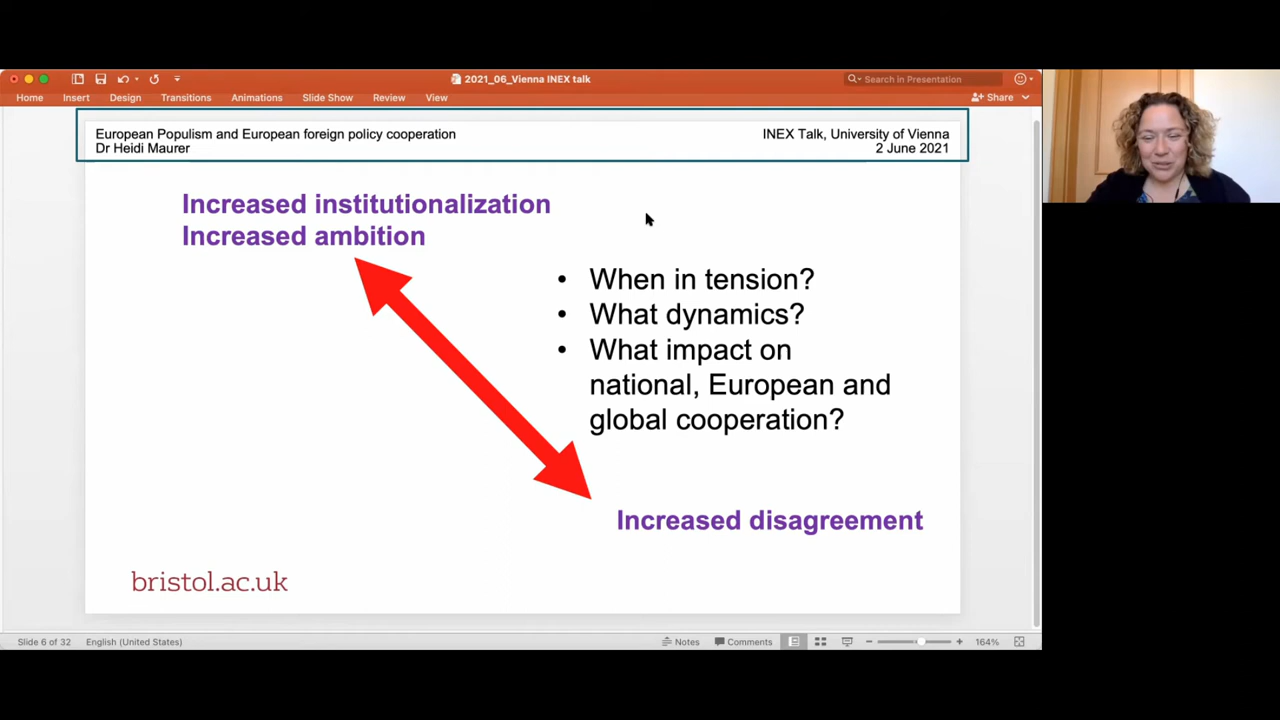 2021_06_Vienna INEX talk
Search in Presentation
Home Insert Design Transitions Animations Slide Show Review View Share
European Populism and European foreign policy cooperation
Dr Heidi Maurer
INEX Talk, University of Vienna
2 June 2021
Increased institutionalization
Increased ambition
• When in tension?
• What dynamics?
• What impact on
national, European and
global cooperation?
Increased disagreement
bristol.ac.uk
Slide 6 of 32 English (United States) Notes Comments 164%